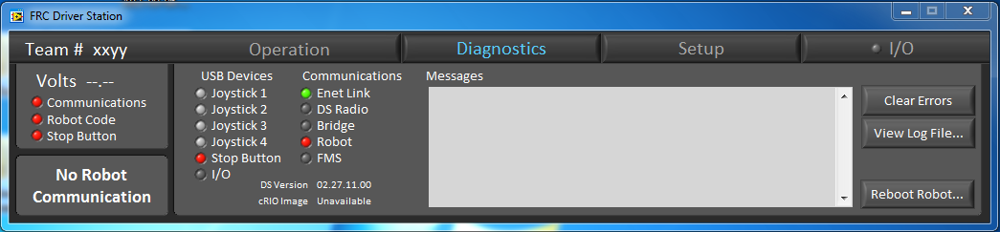 FRC Driver Station
Team # xxyy
Operation
Diagnostics
Setup
I/O
Volts --.--
Communications
Robot Code
Stop Button
No Robot
Communication
USB Devices
Joystick 1
Joystick 2
Joystick 3
Joystick 4
Stop Button
I/O
Communications
Enet Link
DS Radio
Bridge
Robot
FMS
DS Version 02.27.11.00
cRIO Image Unavailable
Messages
Clear Errors
View Log File...
Reboot Robot...